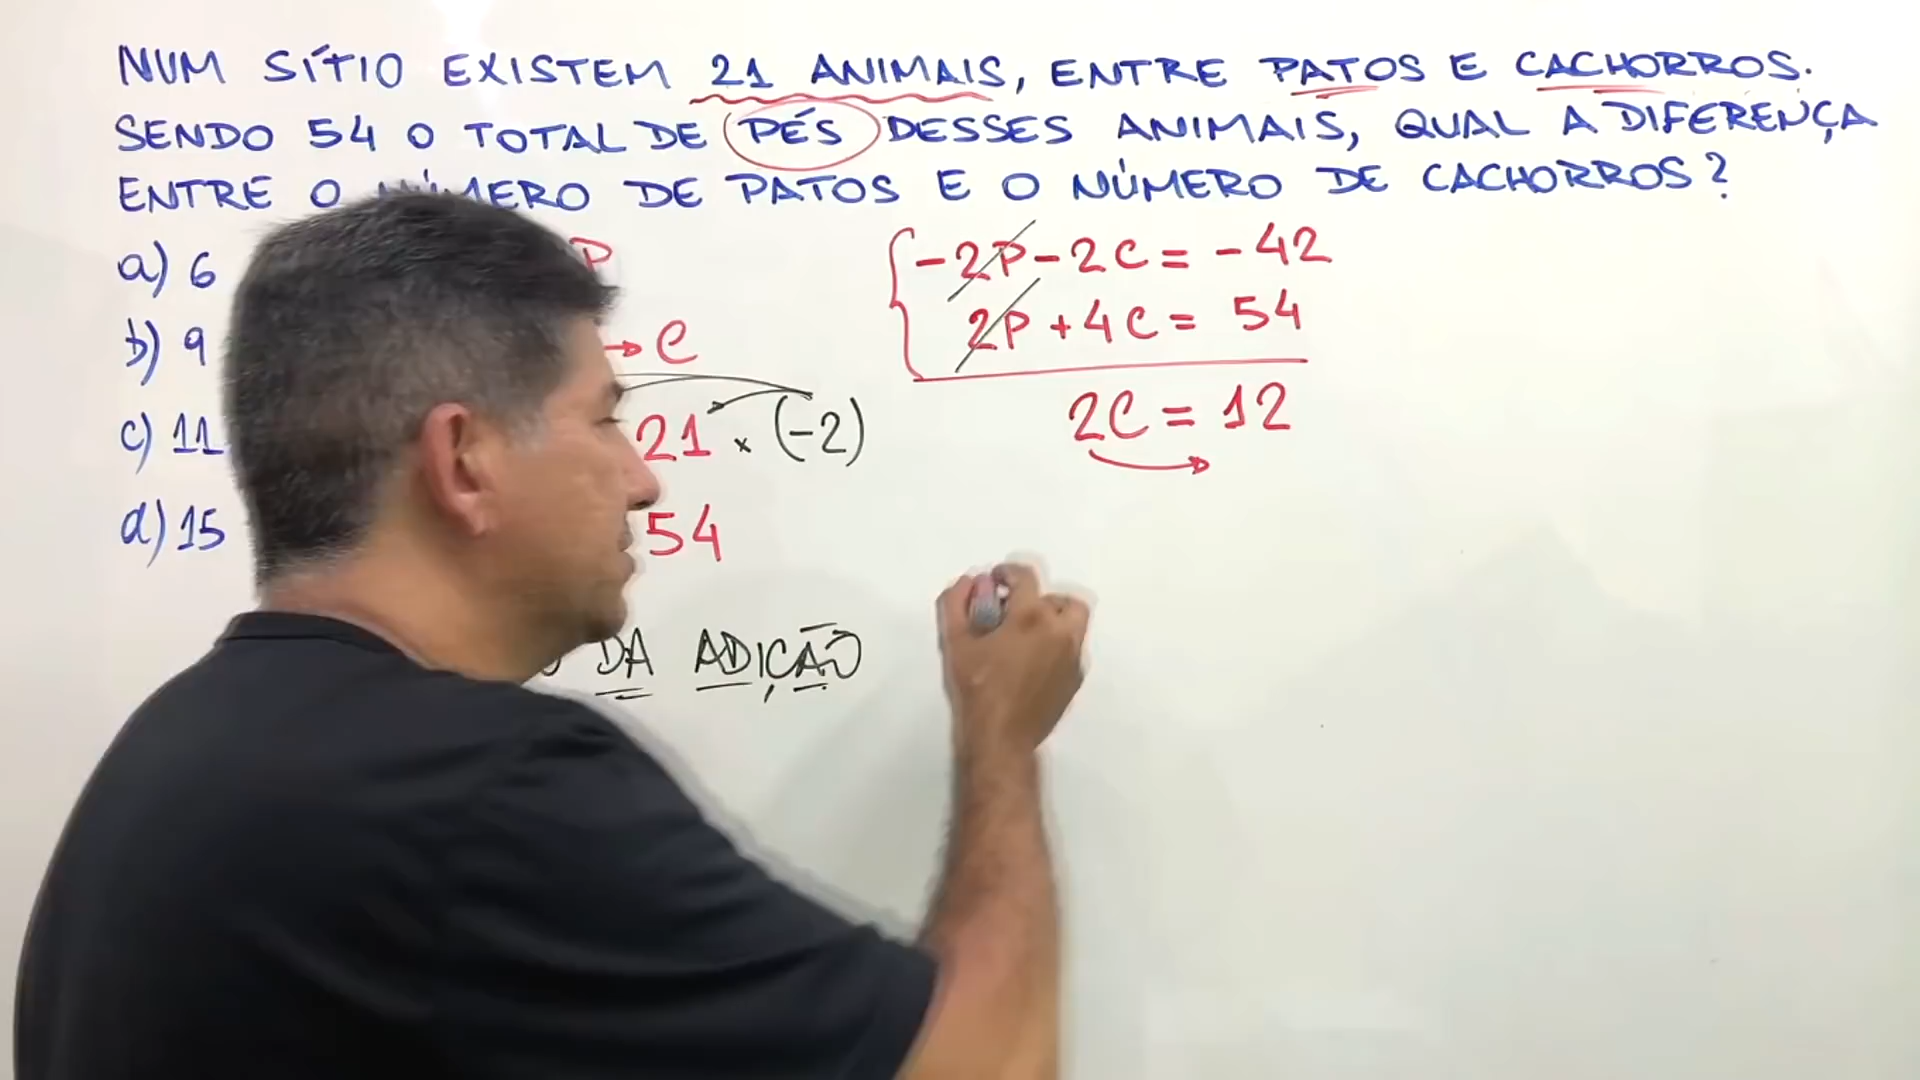 NUM SÍTIO EXISTEM 21 ANIMAIS, ENTRE PATOS E CACHORROS.
SENDO 54 O TOTAL DE PÉS DESSES ANIMAIS, QUAL A DIFERENÇA
ENTRE O NÚMERO DE PATOS E O NÚMERO DE CACHORROS?
a) 6
b) 9
c) 11
d) 15
P
→ C
21 × (-2)
54
DA ADIÇÃO
-2P - 2C = -42
2P + 4C = 54
2C = 12